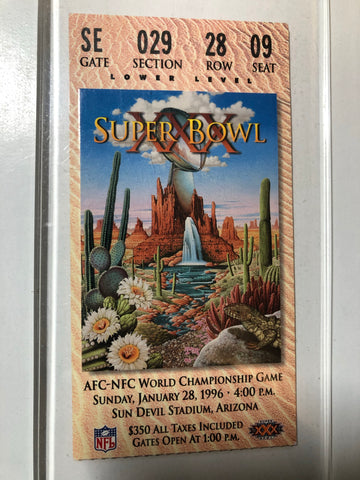 SE 029 28 09
GATE SECTION ROW SEAT
LOWER LEVEL
XXX
SUPER BOWL
AFC-NFC WORLD CHAMPIONSHIP GAME
SUNDAY, JANUARY 28, 1996 • 4:00 P.M.
SUN DEVIL STADIUM, ARIZONA
$350 ALL TAXES INCLUDED
GATES OPEN AT 1:00 P.M.
NFL
XXX